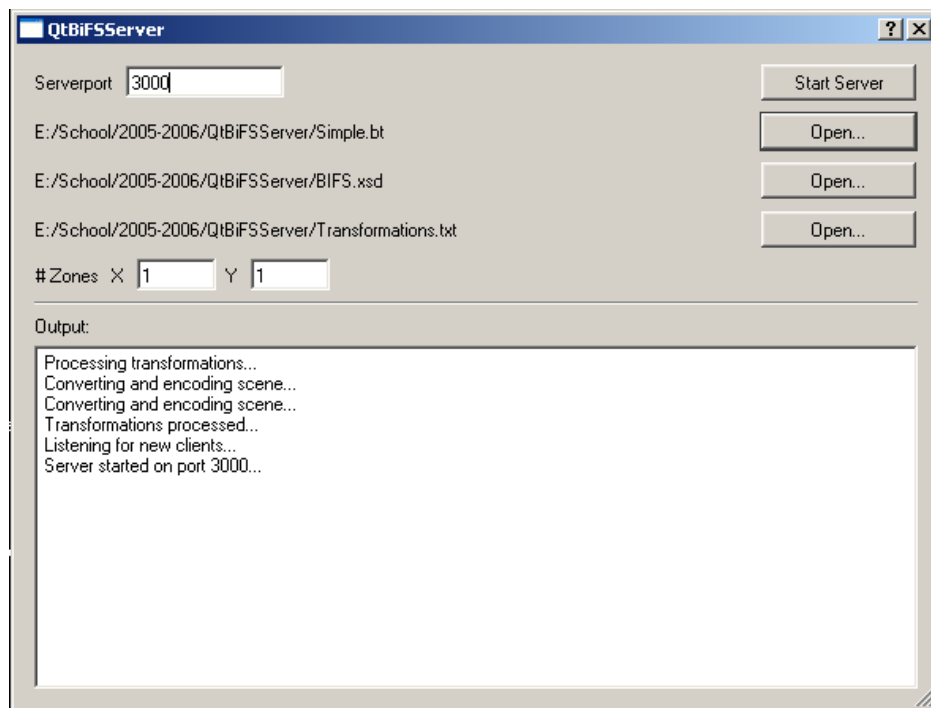 QtBiFSServer
Serverport 3000 Start Server
E:/School/2005-2006/QtBiFSServer/Simple.bt Open...
E:/School/2005-2006/QtBiFSServer/BIFS.xsd Open...
E:/School/2005-2006/QtBiFSServer/Transformations.txt Open...
# Zones X 1 Y 1
Output:
Processing transformations...
Converting and encoding scene...
Converting and encoding scene...
Transformations processed...
Listening for new clients...
Server started on port 3000...